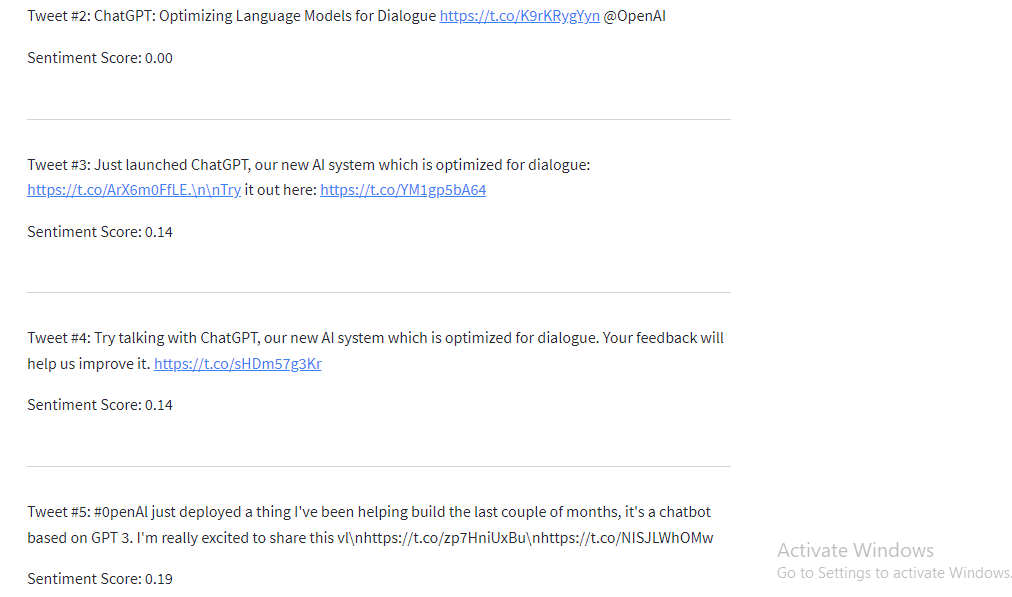 Tweet #2: ChatGPT: Optimizing Language Models for Dialogue https://t.co/K9rKRygYyn @OpenAI
Sentiment Score: 0.00
Tweet #3: Just launched ChatGPT, our new AI system which is optimized for dialogue:
https://t.co/ArX6m0FfLE.\n\nTry it out here: https://t.co/YM1gp5bA64
Sentiment Score: 0.14
Tweet #4: Try talking with ChatGPT, our new AI system which is optimized for dialogue. Your feedback will
help us improve it. https://t.co/sHDm57g3Kr
Sentiment Score: 0.14
Tweet #5: #0penAl just deployed a thing I've been helping build the last couple of months, it's a chatbot
based on GPT 3. I'm really excited to share this vl\nhttps://t.co/zp7HniUxBu\nhttps://t.co/NISJLWhOMw
Sentiment Score: 0.19
Activate Windows
Go to Settings to activate Windows.